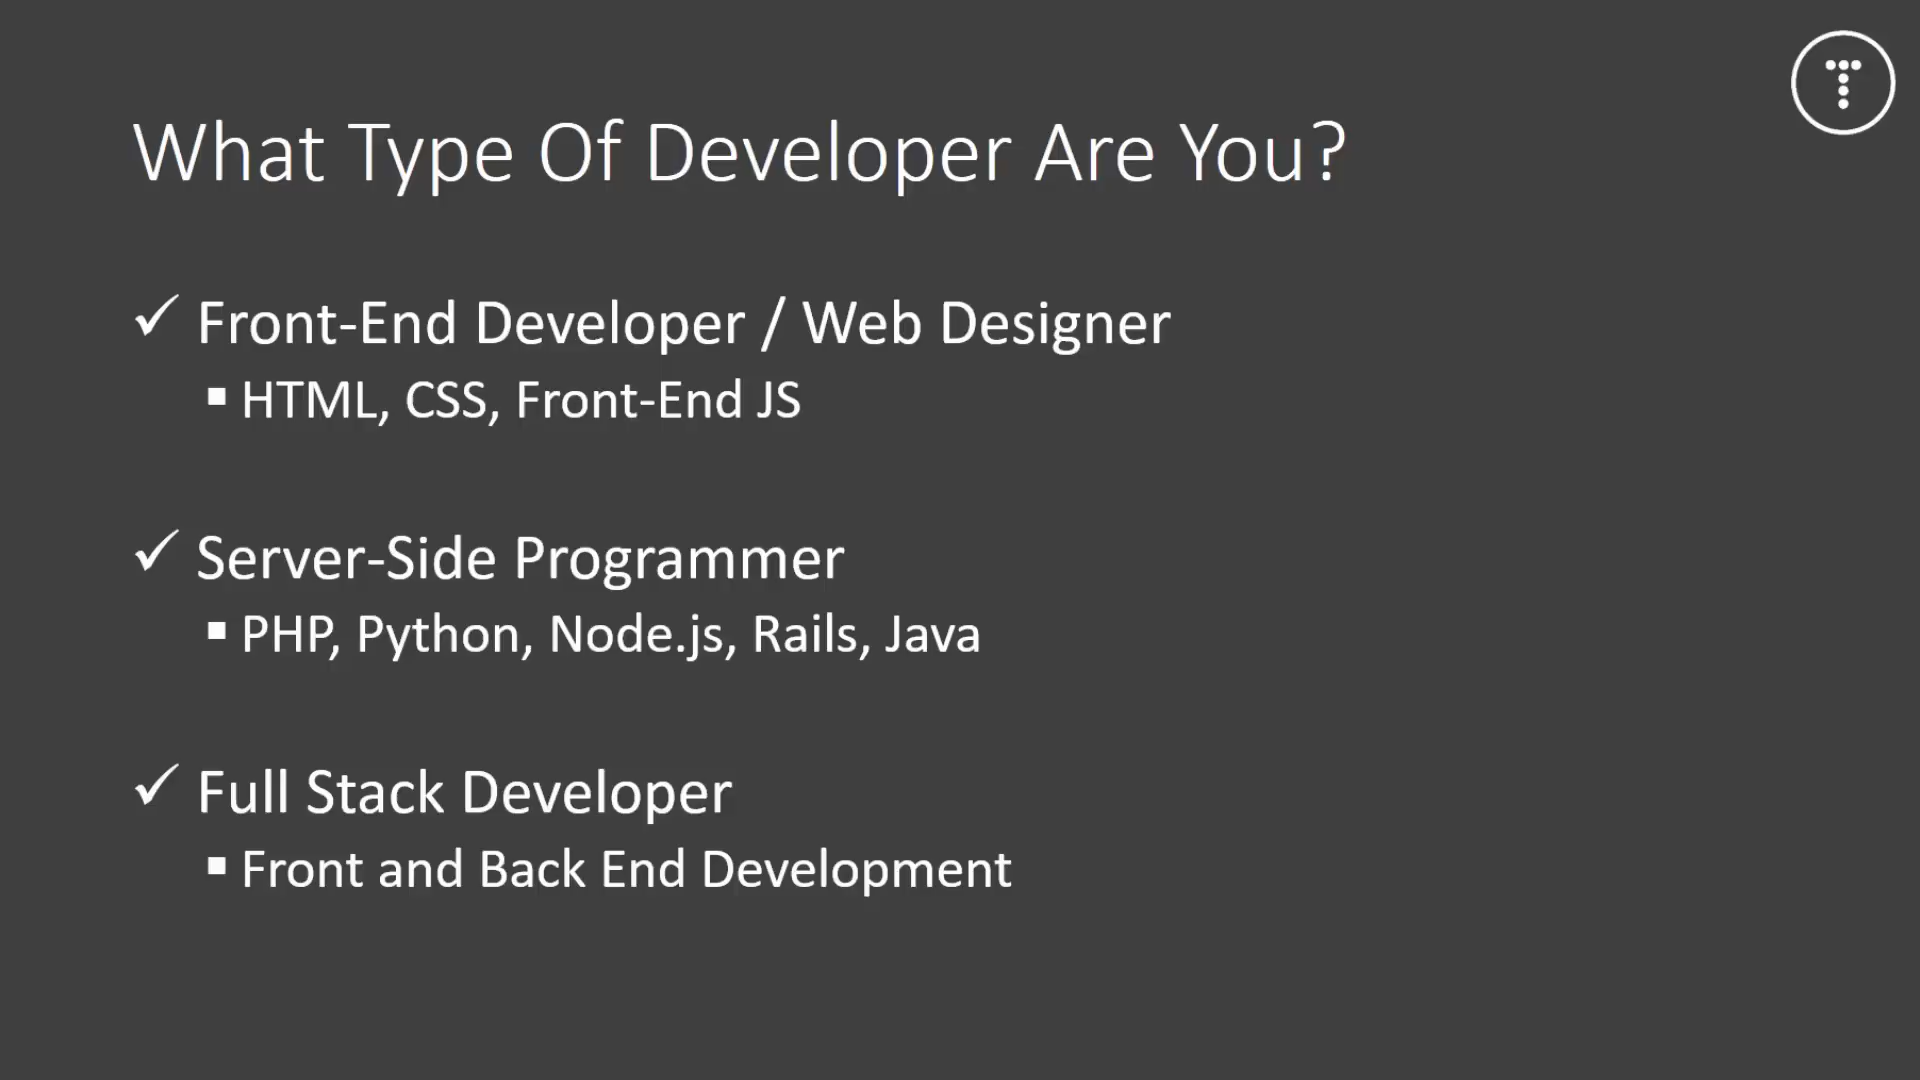 What Type Of Developer Are You?
Front-End Developer / Web Designer
HTML, CSS, Front-End JS
Server-Side Programmer
PHP, Python, Node.js, Rails, Java
Full Stack Developer
Front and Back End Development
T